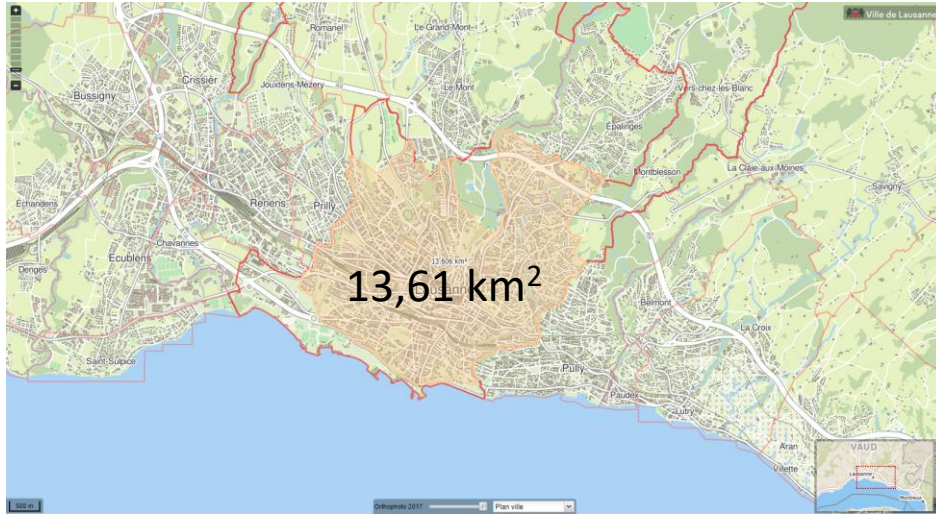 +
Romanel
Le Grand-Mont
Ville de Lausanne
Crissier
Bussigny
Jouxtens-Mézery
Le Mont
Vers-chez-les-Blanc
Epalinges
Montblesson
La Claie-aux-Moines
Savigny
Echandens
Renens
Prilly
Chavannes
Ecublens
Denges
13.606 km²
13,61 km²
Belmont
La Croix
Saint-Sulpice
Pully
Paudex
Lutry
Aran
Villette
VAUD
Lausanne
Montreux
500 m
Orthophoto 2017
Plan ville